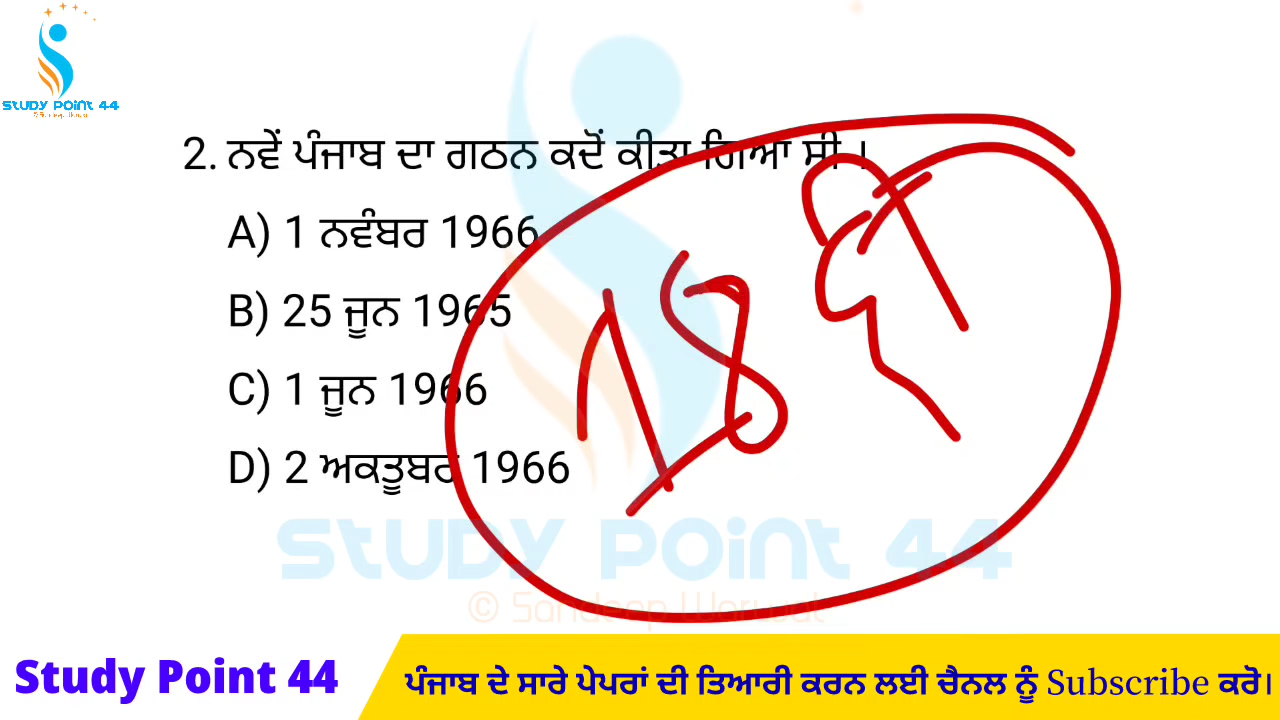 STUDY POINT 44
2. ਨਵੇਂ ਪੰਜਾਬ ਦਾ ਗਠਨ ਕਦੋਂ ਕੀਤਾ ਗਿਆ ਸੀ ।
A) 1 ਨਵੰਬਰ 1966
B) 25 ਜੂਨ 1965
C) 1 ਜੂਨ 1966
D) 2 ਅਕਤੂਬਰ 1966
STUDY POINT 44
Study Point 44
ਪੰਜਾਬ ਦੇ ਸਾਰੇ ਪੇਪਰਾਂ ਦੀ ਤਿਆਰੀ ਕਰਨ ਲਈ ਚੈਨਲ ਨੂੰ Subscribe ਕਰੋ।